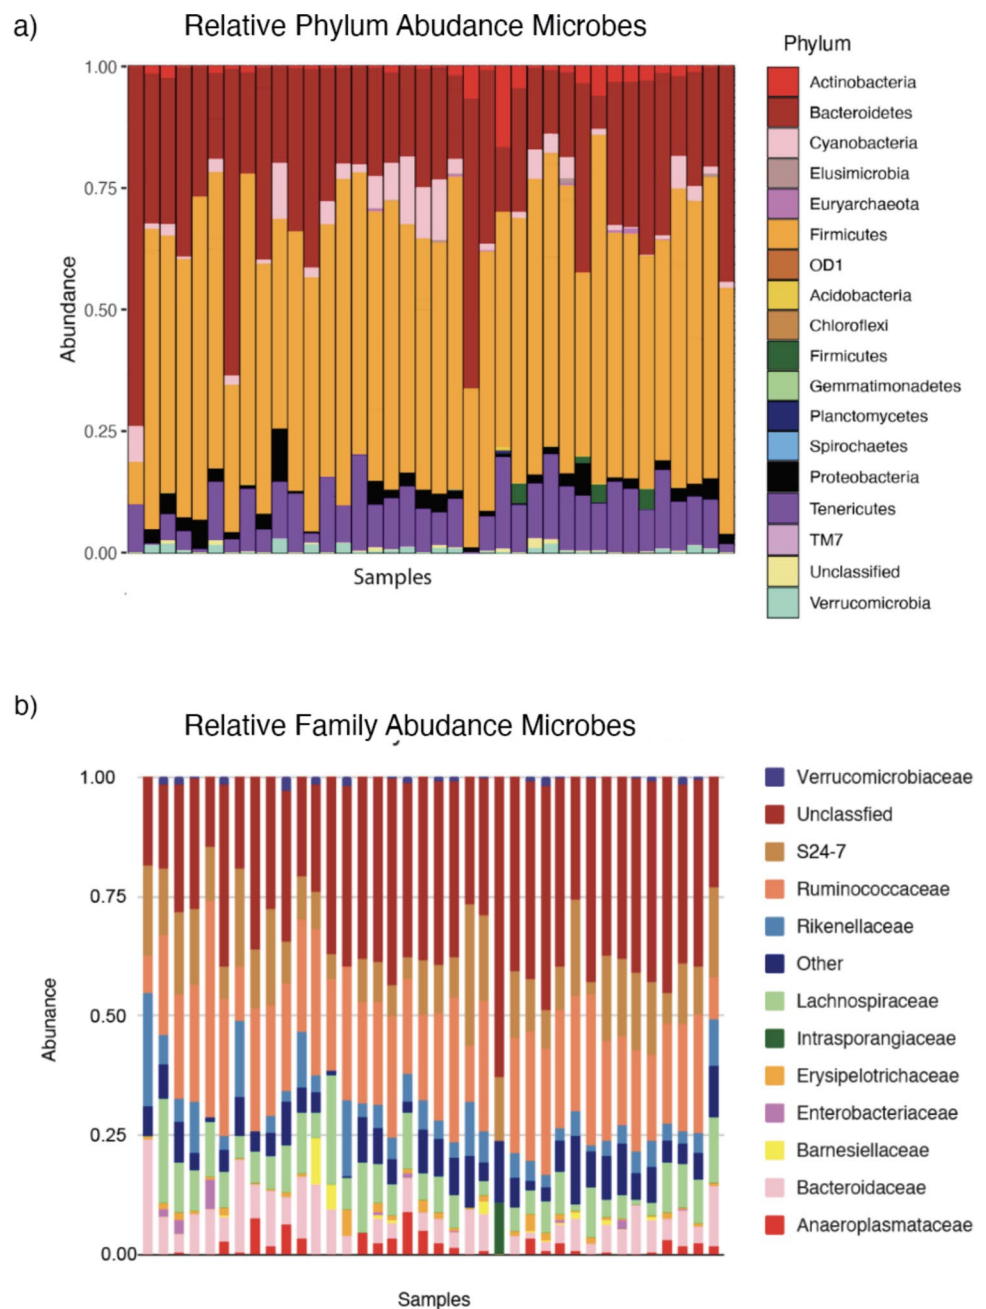 a)
Relative Phylum Abudance Microbes
Phylum
1.00
0.75
0.50
0.25
0.00
Abundance
Samples
Actinobacteria
Bacteroidetes
Cyanobacteria
Elusimicrobia
Euryarchaeota
Firmicutes
OD1
Acidobacteria
Chloroflexi
Firmicutes
Gemmatimonadetes
Planctomycetes
Spirochaetes
Proteobacteria
Tenericutes
TM7
Unclassified
Verrucomicrobia
b)
Relative Family Abudance Microbes
1.00
0.75
0.50
0.25
0.00
Abunance
Samples
Verrucomicrobiaceae
Unclassfied
S24-7
Ruminococcaceae
Rikenellaceae
Other
Lachnospiraceae
Intrasporangiaceae
Erysipelotrichaceae
Enterobacteriaceae
Barnesiellaceae
Bacteroidaceae
Anaeroplasmataceae